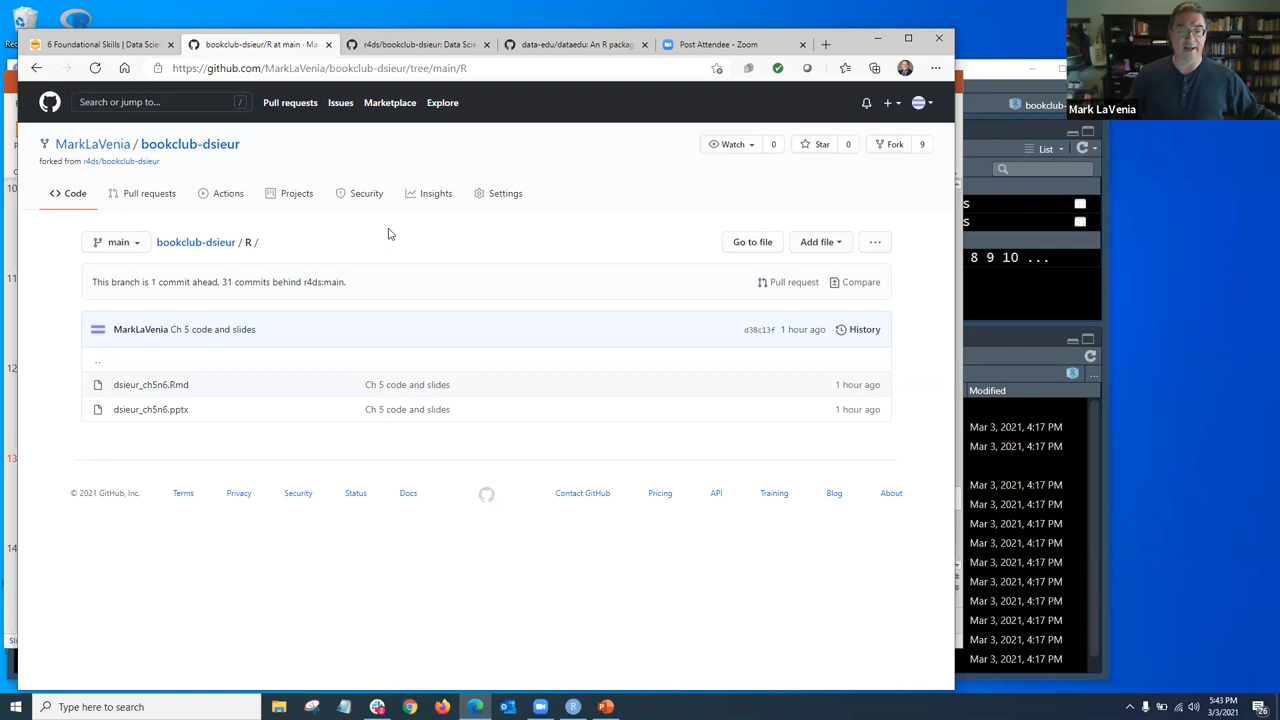 6 Foundational Skills | Data Scien
bookclub-dsieur/R at main · Ma
r4ds/bookclub-dsieur: Data Scie
data-edu/dataedu: An R packag
Post Attendee - Zoom
https://github.com/MarkLaVenia/bookclub-dsieur/tree/main/R
Mark LaVenia
Search or jump to...
/
Pull requests
Issues
Marketplace
Explore
bookclub-
MarkLaVenia / bookclub-dsieur
forked from r4ds/bookclub-dsieur
Watch
0
Star
0
Fork
9
List
Code
Pull requests
Actions
Projects
Security
Insights
Settings
main
bookclub-dsieur / R /
Go to file
Add file
8 9 10 ...
This branch is 1 commit ahead, 31 commits behind r4ds:main.
Pull request
Compare
MarkLaVenia Ch 5 code and slides
d38c13f 1 hour ago
History
..
dsieur_ch5n6.Rmd
Ch 5 code and slides
1 hour ago
dsieur_ch5n6.pptx
Ch 5 code and slides
1 hour ago
© 2021 GitHub, Inc.
Terms
Privacy
Security
Status
Docs
Contact GitHub
Pricing
API
Training
Blog
About
Modified
Mar 3, 2021, 4:17 PM
Mar 3, 2021, 4:17 PM
Mar 3, 2021, 4:17 PM
Mar 3, 2021, 4:17 PM
Mar 3, 2021, 4:17 PM
Mar 3, 2021, 4:17 PM
Mar 3, 2021, 4:17 PM
Mar 3, 2021, 4:17 PM
Mar 3, 2021, 4:17 PM
Mar 3, 2021, 4:17 PM
Mar 3, 2021, 4:17 PM
Mar 3, 2021, 4:17 PM
10
11
12
13
14
Type here to search
5:43 PM
3/3/2021
26